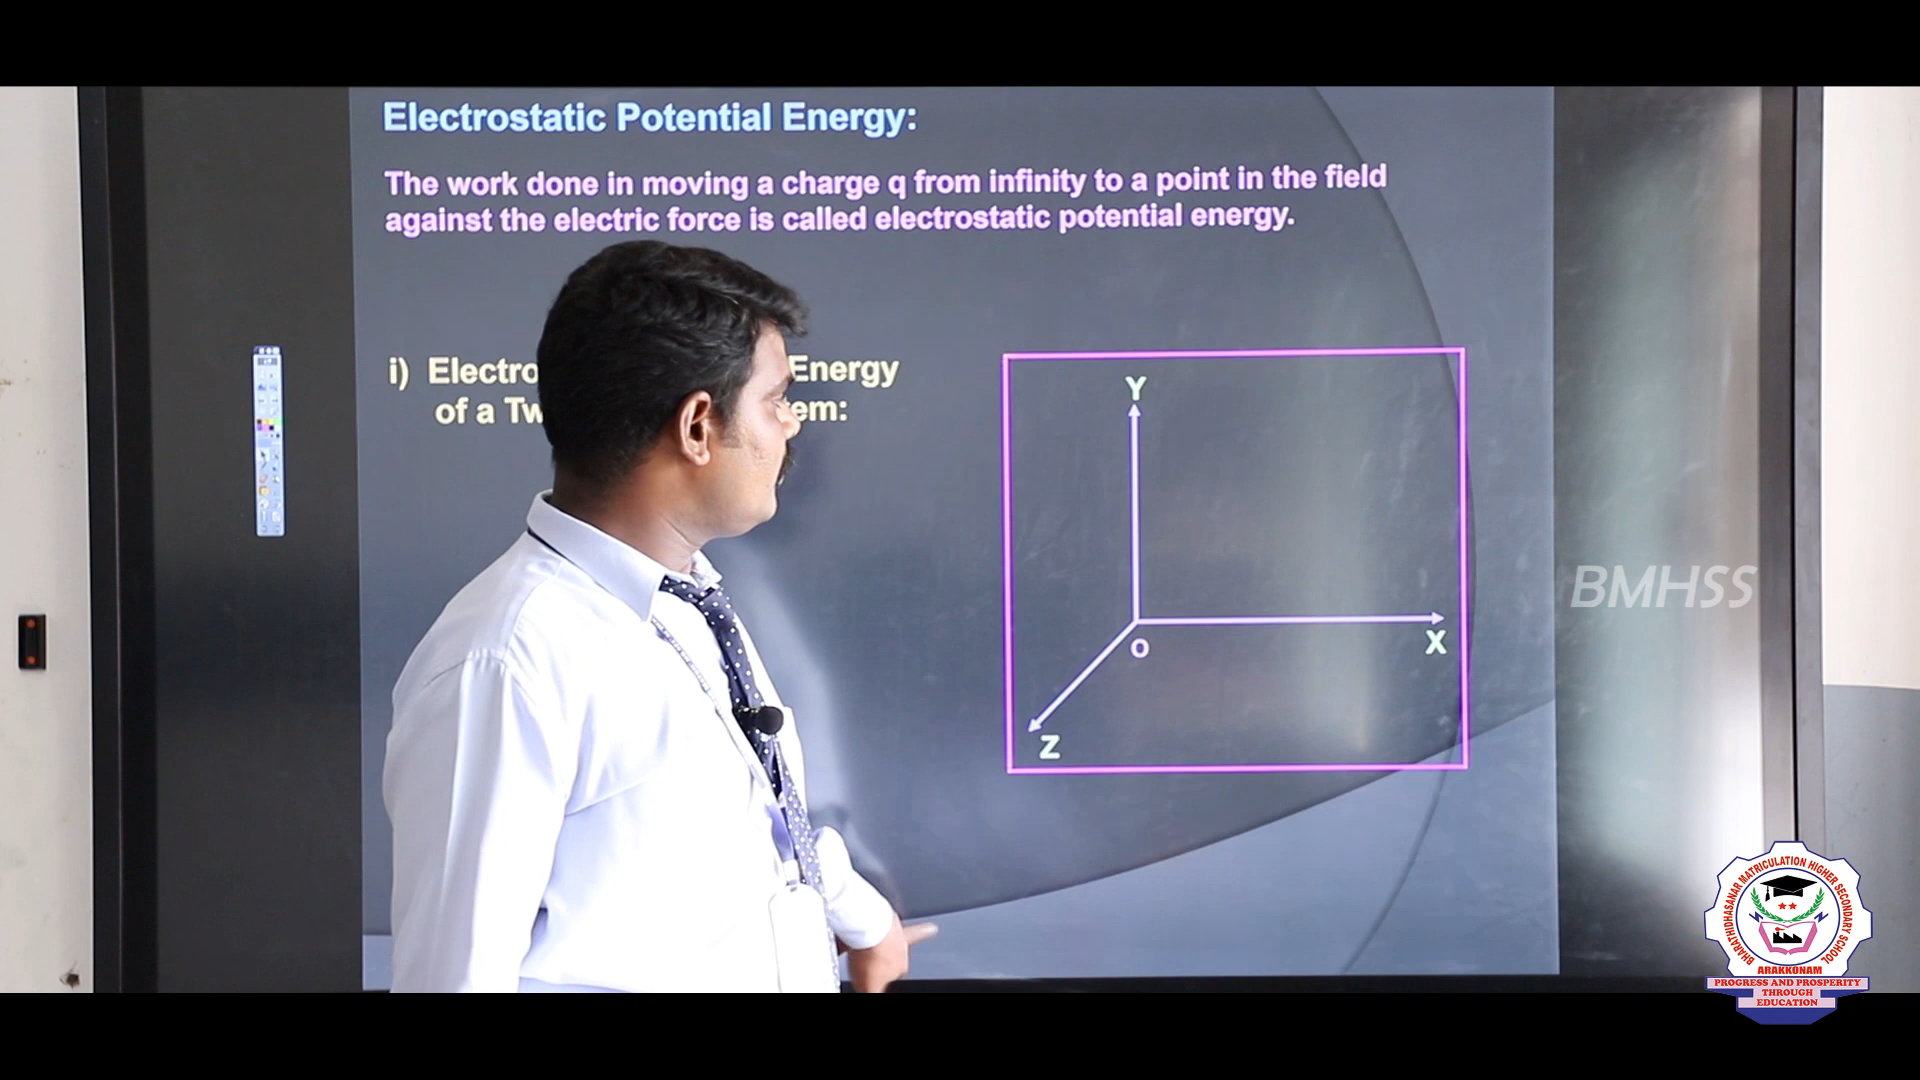 Electrostatic Potential Energy:
The work done in moving a charge q from infinity to a point in the field
against the electric force is called electrostatic potential energy.
i) Electro Energy
of a Tw em:
Y
O
X
Z
BMHSS
BHARATHIDHASANAR MATRICULATION HIGHER SECONDARY SCHOOL
ARAKKONAM
PROGRESS AND PROSPERITY
THROUGH
EDUCATION